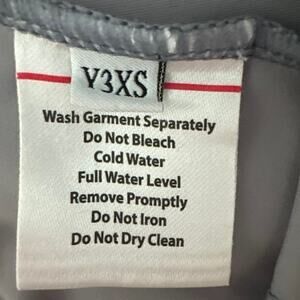 Y3XS
Wash Garment Separately
Do Not Bleach
Cold Water
Full Water Level
Remove Promptly
Do Not Iron
Do Not Dry Clean